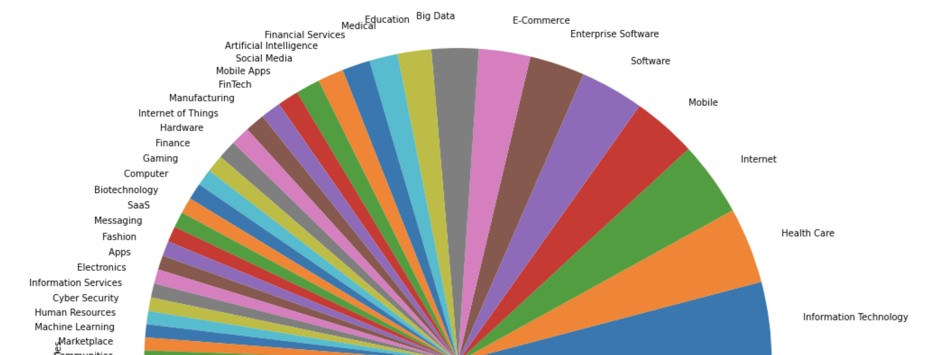 Big Data
Education
Medical
Financial Services
Artificial Intelligence
Social Media
Mobile Apps
FinTech
Manufacturing
Internet of Things
Hardware
Finance
Gaming
Computer
Biotechnology
SaaS
Messaging
Fashion
Apps
Electronics
Information Services
Cyber Security
Human Resources
Machine Learning
Marketplace
E-Commerce
Enterprise Software
Software
Mobile
Internet
Health Care
Information Technology